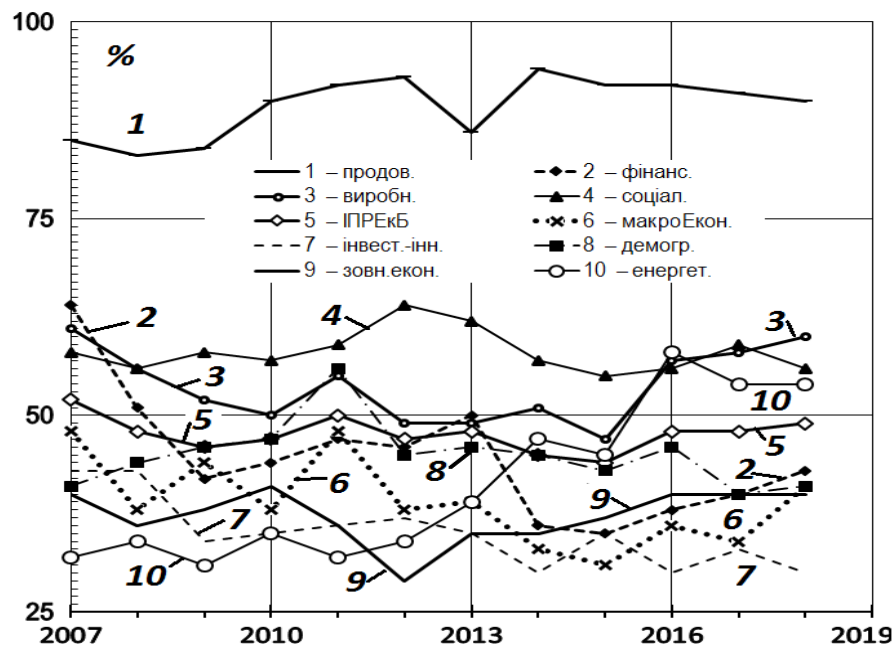 100
%
1
1 – продов.
2 – фінанс.
3 – виробн.
4 – соціал.
75
5 – ІПРЕкБ
6 – макроЕкон.
7 – інвест.-інн.
8 – демогр.
9 – зовн.екон.
10 – енергет.
2
4
3
3
5
10
50
5
6
8
2
7
9
6
10
9
7
25
2007
2010
2013
2016
2019